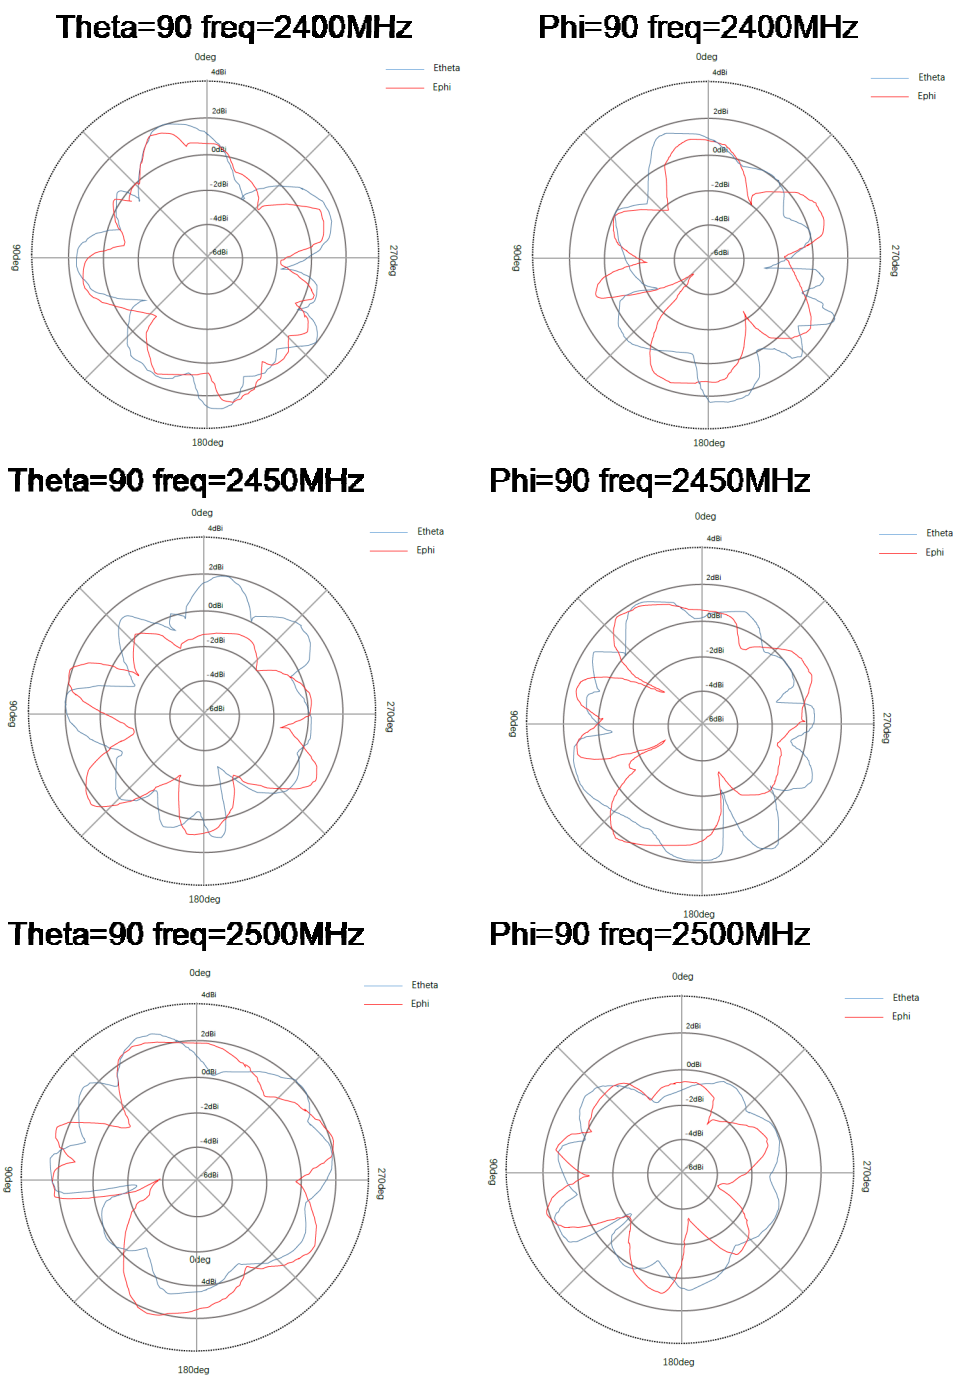 Theta=90 freq=2400MHz
0deg
4dBi
2dBi
0dBi
-2dBi
-4dBi
-6dBi
90deg
270deg
180deg
Etheta
Ephi
Phi=90 freq=2400MHz
0deg
4dBi
2dBi
0dBi
-2dBi
-4dBi
-6dBi
90deg
270deg
180deg
Etheta
Ephi
Theta=90 freq=2450MHz
0deg
4dBi
2dBi
0dBi
-2dBi
-4dBi
-6dBi
90deg
270deg
180deg
Etheta
Ephi
Phi=90 freq=2450MHz
0deg
4dBi
2dBi
0dBi
-2dBi
-4dBi
-6dBi
90deg
270deg
180deg
Etheta
Ephi
Theta=90 freq=2500MHz
0deg
4dBi
2dBi
0dBi
-2dBi
-4dBi
-6dBi
0deg
4dBi
90deg
270deg
180deg
Etheta
Ephi
Phi=90 freq=2500MHz
0deg
2dBi
0dBi
-2dBi
-4dBi
-6dBi
90deg
270deg
180deg
Etheta
Ephi